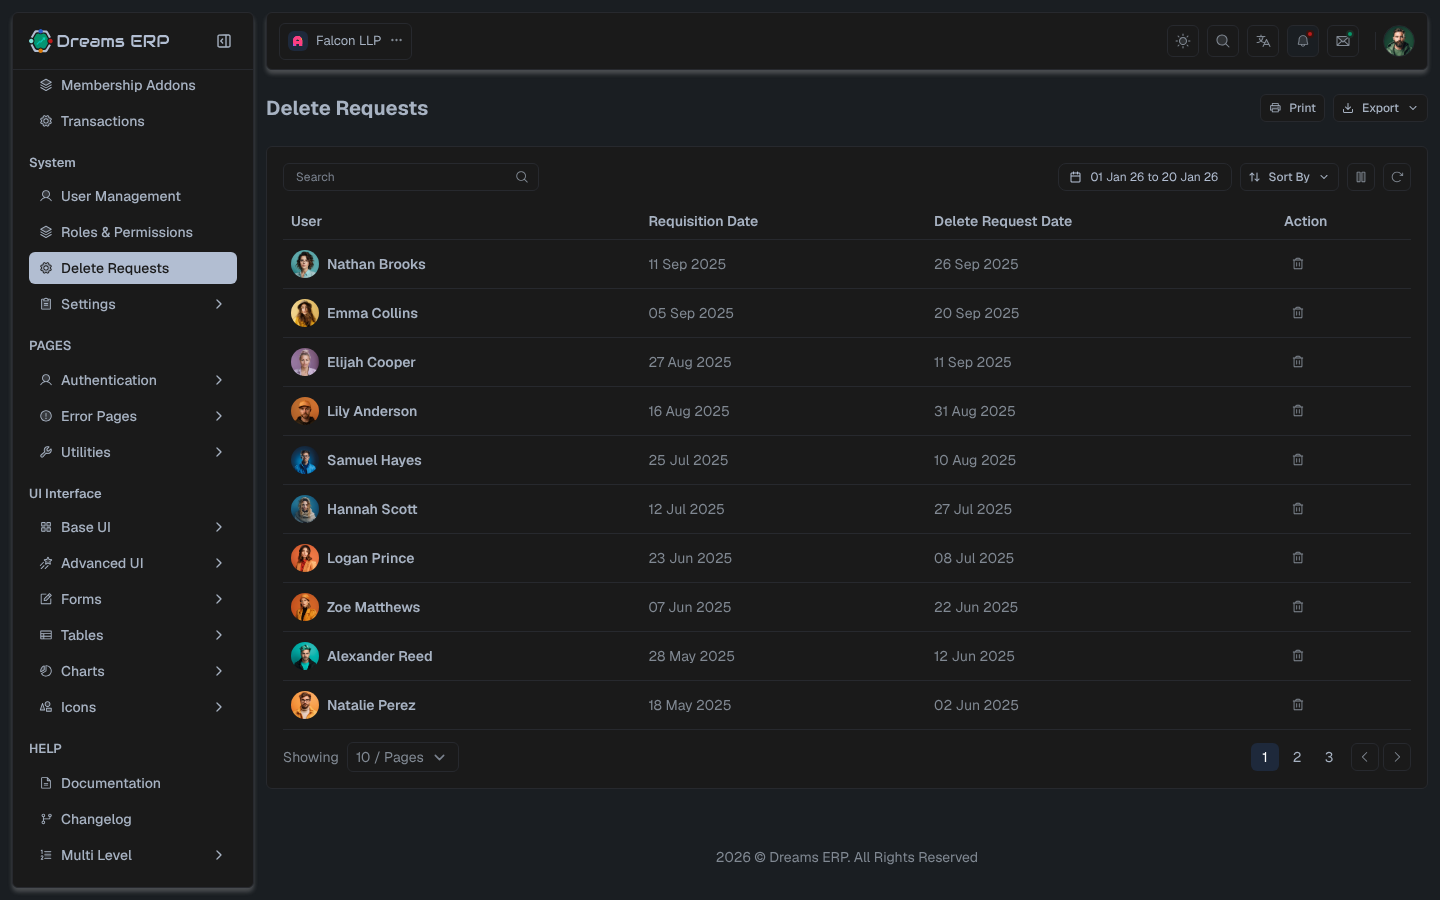 Dreams ERP
Membership Addons
Transactions
System
User Management
Roles & Permissions
Delete Requests
Settings
PAGES
Authentication
Error Pages
Utilities
UI Interface
Base UI
Advanced UI
Forms
Tables
Charts
Icons
HELP
Documentation
Changelog
Multi Level
Falcon LLP
Delete Requests
Print
Export
Search
01 Jan 26 to 20 Jan 26
Sort By
User Requisition Date Delete Request Date Action
Nathan Brooks 11 Sep 2025 26 Sep 2025
Emma Collins 05 Sep 2025 20 Sep 2025
Elijah Cooper 27 Aug 2025 11 Sep 2025
Lily Anderson 16 Aug 2025 31 Aug 2025
Samuel Hayes 25 Jul 2025 10 Aug 2025
Hannah Scott 12 Jul 2025 27 Jul 2025
Logan Prince 23 Jun 2025 08 Jul 2025
Zoe Matthews 07 Jun 2025 22 Jun 2025
Alexander Reed 28 May 2025 12 Jun 2025
Natalie Perez 18 May 2025 02 Jun 2025
Showing 10 / Pages
1 2 3
2026 © Dreams ERP. All Rights Reserved